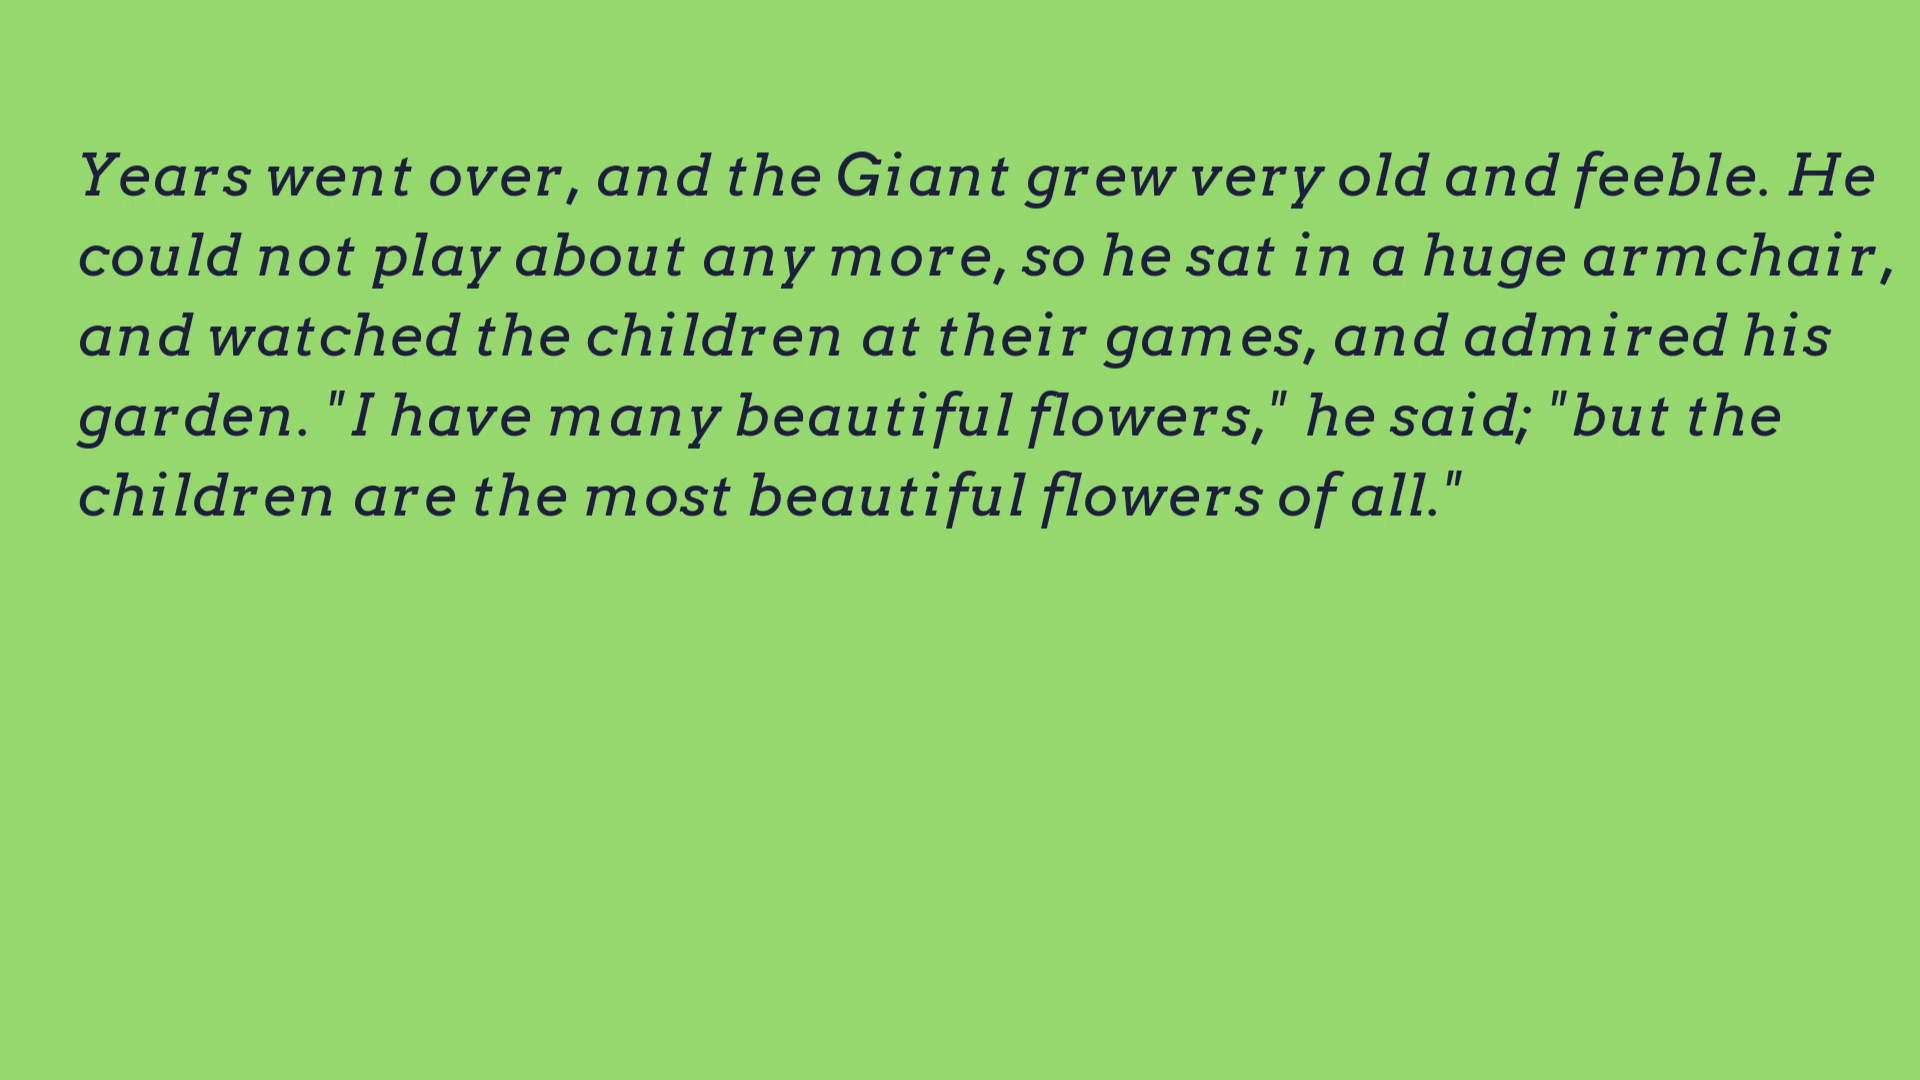 Years went over, and the Giant grew very old and feeble. He
could not play about any more, so he sat in a huge armchair,
and watched the children at their games, and admired his
garden. "I have many beautiful flowers," he said; "but the
children are the most beautiful flowers of all."